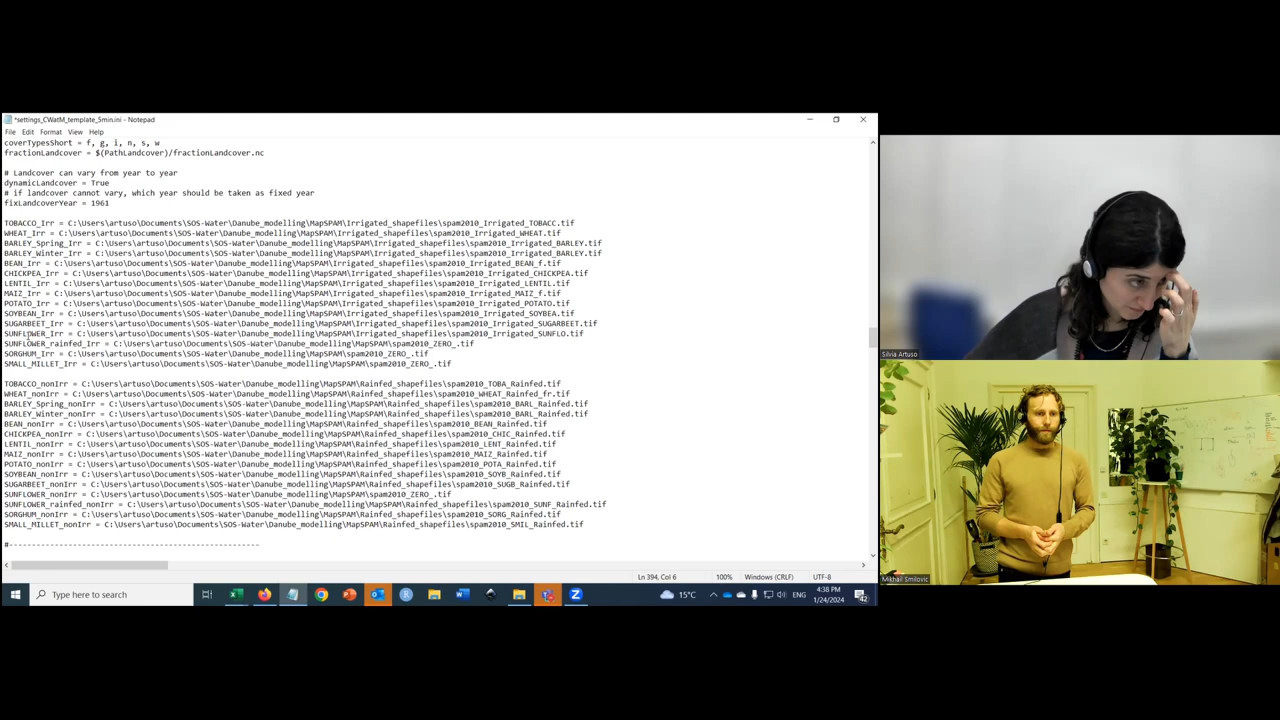 *settings_CWatM_template_5min.ini - Notepad
File Edit Format View Help
coverTypesShort = f, g, i, n, s, w
fractionLandcover = $(PathLandcover)/fractionLandcover.nc
# Landcover can vary from year to year
dynamicLandcover = True
# if landcover cannot vary, which year should be taken as fixed year
fixLandcoverYear = 1961
TOBACCO_Irr = C:\Users\artuso\Documents\SOS-Water\Danube_modelling\MapSPAM\Irrigated_shapefiles\spam2010_Irrigated_TOBACC.tif
WHEAT_Irr = C:\Users\artuso\Documents\SOS-Water\Danube_modelling\MapSPAM\Irrigated_shapefiles\spam2010_Irrigated_WHEAT.tif
BARLEY_Spring_Irr = C:\Users\artuso\Documents\SOS-Water\Danube_modelling\MapSPAM\Irrigated_shapefiles\spam2010_Irrigated_BARLEY.tif
BARLEY_Winter_Irr = C:\Users\artuso\Documents\SOS-Water\Danube_modelling\MapSPAM\Irrigated_shapefiles\spam2010_Irrigated_BARLEY.tif
BEAN_Irr = C:\Users\artuso\Documents\SOS-Water\Danube_modelling\MapSPAM\Irrigated_shapefiles\spam2010_Irrigated_BEAN_f.tif
CHICKPEA_Irr = C:\Users\artuso\Documents\SOS-Water\Danube_modelling\MapSPAM\Irrigated_shapefiles\spam2010_Irrigated_CHICKPEA.tif
LENTIL_Irr = C:\Users\artuso\Documents\SOS-Water\Danube_modelling\MapSPAM\Irrigated_shapefiles\spam2010_Irrigated_LENTIL.tif
MAIZ_Irr = C:\Users\artuso\Documents\SOS-Water\Danube_modelling\MapSPAM\Irrigated_shapefiles\spam2010_Irrigated_MAIZ_f.tif
POTATO_Irr = C:\Users\artuso\Documents\SOS-Water\Danube_modelling\MapSPAM\Irrigated_shapefiles\spam2010_Irrigated_POTATO.tif
SOYBEAN_Irr = C:\Users\artuso\Documents\SOS-Water\Danube_modelling\MapSPAM\Irrigated_shapefiles\spam2010_Irrigated_SOYBEA.tif
SUGARBEET_Irr = C:\Users\artuso\Documents\SOS-Water\Danube_modelling\MapSPAM\Irrigated_shapefiles\spam2010_Irrigated_SUGARBEET.tif
SUNFLOWER_Irr = C:\Users\artuso\Documents\SOS-Water\Danube_modelling\MapSPAM\Irrigated_shapefiles\spam2010_Irrigated_SUNFLO.tif
SUNFLOWER_rainfed_Irr = C:\Users\artuso\Documents\SOS-Water\Danube_modelling\MapSPAM\spam2010_ZERO_.tif
SORGHUM_Irr = C:\Users\artuso\Documents\SOS-Water\Danube_modelling\MapSPAM\spam2010_ZERO_.tif
SMALL_MILLET_Irr = C:\Users\artuso\Documents\SOS-Water\Danube_modelling\MapSPAM\spam2010_ZERO_.tif
TOBACCO_nonIrr = C:\Users\artuso\Documents\SOS-Water\Danube_modelling\MapSPAM\Rainfed_shapefiles\spam2010_TOBA_Rainfed.tif
WHEAT_nonIrr = C:\Users\artuso\Documents\SOS-Water\Danube_modelling\MapSPAM\Rainfed_shapefiles\spam2010_WHEAT_Rainfed_fr.tif
BARLEY_Spring_nonIrr = C:\Users\artuso\Documents\SOS-Water\Danube_modelling\MapSPAM\Rainfed_shapefiles\spam2010_BARL_Rainfed.tif
BARLEY_Winter_nonIrr = C:\Users\artuso\Documents\SOS-Water\Danube_modelling\MapSPAM\Rainfed_shapefiles\spam2010_BARL_Rainfed.tif
BEAN_nonIrr = C:\Users\artuso\Documents\SOS-Water\Danube_modelling\MapSPAM\Rainfed_shapefiles\spam2010_BEAN_Rainfed.tif
CHICKPEA_nonIrr = C:\Users\artuso\Documents\SOS-Water\Danube_modelling\MapSPAM\Rainfed_shapefiles\spam2010_CHIC_Rainfed.tif
LENTIL_nonIrr = C:\Users\artuso\Documents\SOS-Water\Danube_modelling\MapSPAM\Rainfed_shapefiles\spam2010_LENT_Rainfed.tif
MAIZ_nonIrr = C:\Users\artuso\Documents\SOS-Water\Danube_modelling\MapSPAM\Rainfed_shapefiles\spam2010_MAIZ_Rainfed.tif
POTATO_nonIrr = C:\Users\artuso\Documents\SOS-Water\Danube_modelling\MapSPAM\Rainfed_shapefiles\spam2010_POTA_Rainfed.tif
SOYBEAN_nonIrr = C:\Users\artuso\Documents\SOS-Water\Danube_modelling\MapSPAM\Rainfed_shapefiles\spam2010_SOYB_Rainfed.tif
SUGARBEET_nonIrr = C:\Users\artuso\Documents\SOS-Water\Danube_modelling\MapSPAM\Rainfed_shapefiles\spam2010_SUGB_Rainfed.tif
SUNFLOWER_nonIrr = C:\Users\artuso\Documents\SOS-Water\Danube_modelling\MapSPAM\spam2010_ZERO_.tif
SUNFLOWER_rainfed_nonIrr = C:\Users\artuso\Documents\SOS-Water\Danube_modelling\MapSPAM\Rainfed_shapefiles\spam2010_SUNF_Rainfed.tif
SORGHUM_nonIrr = C:\Users\artuso\Documents\SOS-Water\Danube_modelling\MapSPAM\Rainfed_shapefiles\spam2010_SORG_Rainfed.tif
SMALL_MILLET_nonIrr = C:\Users\artuso\Documents\SOS-Water\Danube_modelling\MapSPAM\Rainfed_shapefiles\spam2010_SMIL_Rainfed.tif
#-------------------------------------------------------
Ln 394, Col 6 100% Windows (CRLF) UTF-8
Type here to search
15°C ENG 4:38 PM
1/24/2024
42
Silvia Artuso
Mikhail Smilovic